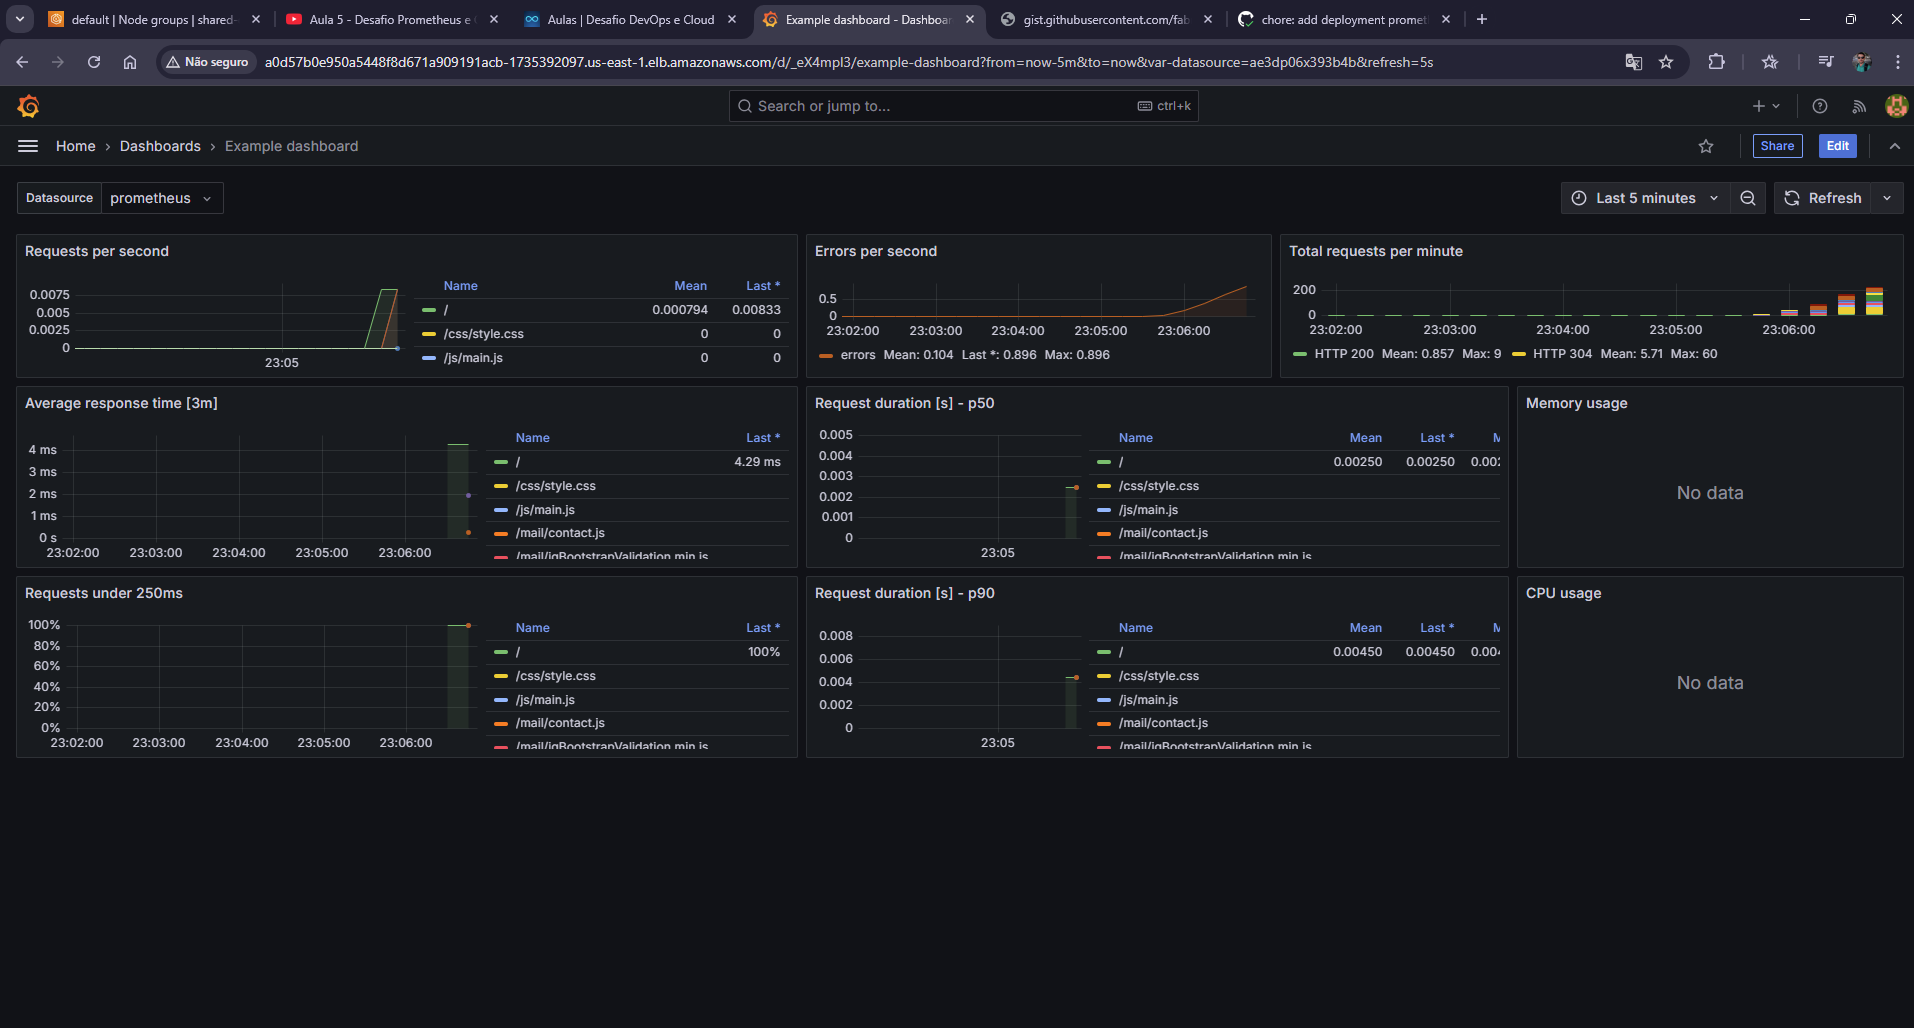 default | Node groups | shared-
Aula 5 - Desafio Prometheus e
Aulas | Desafio DevOps e Cloud
Example dashboard - Dashboar
gist.githubusercontent.com/fab
chore: add deployment promet
Não seguro
a0d57b0e950a5448f8d671a909191acb-1735392097.us-east-1.elb.amazonaws.com/d/_eX4mpl3/example-dashboard?from=now-5m&to=now&var-datasource=ae3dp06x393b4b&refresh=5s
Search or jump to...
ctrl+k
Home › Dashboards › Example dashboard
Share
Edit
Datasource
prometheus
Last 5 minutes
Refresh
Requests per second
0.0075
0.005
0.0025
0
23:05
Name Mean Last *
/ 0.000794 0.00833
/css/style.css 0 0
/js/main.js 0 0
Errors per second
0.5
0
23:02:00 23:03:00 23:04:00 23:05:00 23:06:00
errors Mean: 0.104 Last *: 0.896 Max: 0.896
Total requests per minute
200
0
23:02:00 23:03:00 23:04:00 23:05:00 23:06:00
HTTP 200 Mean: 0.857 Max: 9 HTTP 304 Mean: 5.71 Max: 60
Average response time [3m]
4 ms
3 ms
2 ms
1 ms
0 s
23:02:00 23:03:00 23:04:00 23:05:00 23:06:00
Name Last *
/ 4.29 ms
/css/style.css
/js/main.js
/mail/contact.js
/mail/jqBootstrapValidation.min.js
Request duration [s] - p50
0.005
0.004
0.003
0.002
0.001
0
23:05
Name Mean Last * M
/ 0.00250 0.00250 0.002
/css/style.css
/js/main.js
/mail/contact.js
/mail/jqBootstrapValidation.min.js
Memory usage
No data
Requests under 250ms
100%
80%
60%
40%
20%
0%
23:02:00 23:03:00 23:04:00 23:05:00 23:06:00
Name Last *
/ 100%
/css/style.css
/js/main.js
/mail/contact.js
/mail/jqBootstrapValidation.min.js
Request duration [s] - p90
0.008
0.006
0.004
0.002
0
23:05
Name Mean Last * M
/ 0.00450 0.00450 0.004
/css/style.css
/js/main.js
/mail/contact.js
/mail/jqBootstrapValidation.min.js
CPU usage
No data